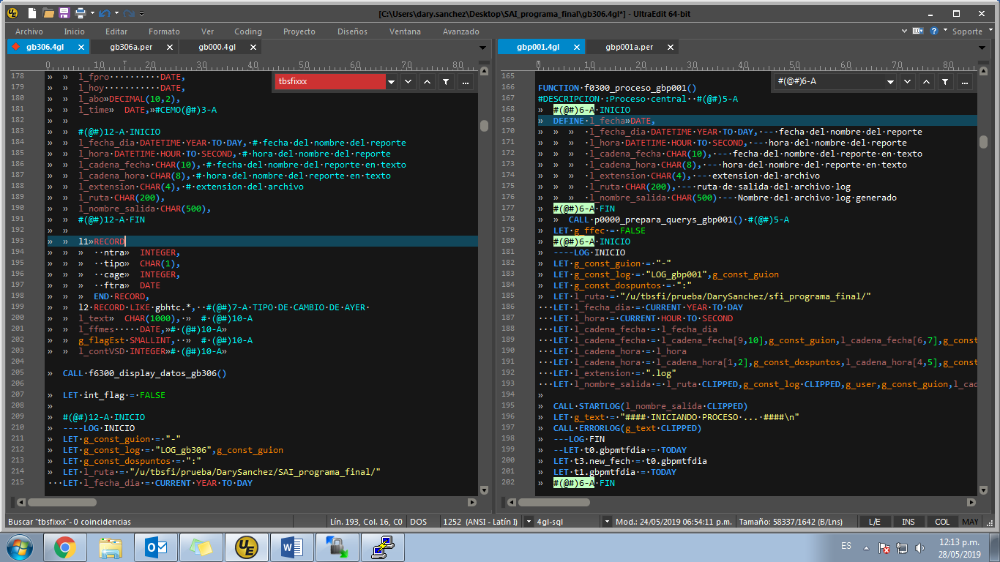 [C:\Users\dary.sanchez\Desktop\SAI_programa_final\gb306.4gl*] - UltraEdit 64-bit
Archivo Inicio Editar Formato Ver Coding Proyecto Diseños Ventana Avanzado Soporte
gb306.4gl gb306a.per gb000.4gl
0 10 20 30 40 50 60 70 80
tbsfixxx
178 l_fpro DATE,
179 l_hoy DATE,
180 l_abo DECIMAL(10,2),
181 l_time DATE, #CEMO(@#)3-A
182
183 #(@#)12-A INICIO
184 l_fecha_dia DATETIME YEAR TO DAY, # fecha del nombre del reporte
185 l_hora DATETIME HOUR TO SECOND, # hora del nombre del reporte
186 l_cadena_fecha CHAR(10), # fecha del nombre del reporte en texto
187 l_cadena_hora CHAR(8), # hora del nombre del reporte en texto
188 l_extension CHAR(4), # extension del archivo
189 l_ruta CHAR(200),
190 l_nombre_salida CHAR(500),
191 #(@#)12-A FIN
192
193 l1 RECORD
194 ntra INTEGER,
195 tipo CHAR(1),
196 cage INTEGER,
197 ftra DATE
198 END RECORD,
199 l2 RECORD LIKE gbhtc.*, #(@#)7-A TIPO DE CAMBIO DE AYER
200 l_text CHAR(1000), # (@#)10-A
201 l_ffmes DATE, # (@#)10-A
202 g_flagEst SMALLINT, # (@#)10-A
203 l_contVSD INTEGER # (@#)10-A
204
205 CALL f6300_display_datos_gb306()
206
207 LET int_flag = FALSE
208
209 #(@#)12-A INICIO
210 ----LOG INICIO
211 LET g_const_guion = "-"
212 LET g_const_log = "LOG_gb306",g_const_guion
213 LET g_const_dospuntos = ":"
214 LET l_ruta = "/u/tbsfi/prueba/DarySanchez/SAI_programa_final/"
215 LET l_fecha_dia = CURRENT YEAR TO DAY
gbp001.4gl gbp001a.per
0 10 20 30 40 50 60 70 80
#(@#)6-A
165
166 FUNCTION f0300_proceso_gbp001()
167 #DESCRIPCION :Proceso central #(@#)5-A
168 #(@#)6-A INICIO
169 DEFINE l_fecha DATE,
170 l_fecha_dia DATETIME YEAR TO DAY, -- fecha del nombre del reporte
171 l_hora DATETIME HOUR TO SECOND, -- hora del nombre del reporte
172 l_cadena_fecha CHAR(10), -- fecha del nombre del reporte en texto
173 l_cadena_hora CHAR(8), -- hora del nombre del reporte en texto
174 l_extension CHAR(4), -- extension del archivo
175 l_ruta CHAR(200), -- ruta de salida del archivo log
176 l_nombre_salida CHAR(500) -- Nombre del archivo log generado
177 #(@#)6-A FIN
178 CALL p0000_prepara_querys_gbp001() #(@#)5-A
179 LET g_ffec = FALSE
180 #(@#)6-A INICIO
181 ----LOG INICIO
182 LET g_const_guion = "-"
183 LET g_const_log = "LOG_gbp001",g_const_guion
184 LET g_const_dospuntos = ":"
185 LET l_ruta = "/u/tbsfi/prueba/DarySanchez/sfi_programa_final/"
186 LET l_fecha_dia = CURRENT YEAR TO DAY
187 LET l_hora = CURRENT HOUR TO SECOND
188 LET l_cadena_fecha = l_fecha_dia
189 LET l_cadena_fecha = l_cadena_fecha[9,10],g_const_guion,l_cadena_fecha[6,7],g_const
190 LET l_cadena_hora = l_hora
191 LET l_cadena_hora = l_cadena_hora[1,2],g_const_dospuntos,l_cadena_hora[4,5],g_const
192 LET l_extension = ".log"
193 LET l_nombre_salida = l_ruta CLIPPED,g_const_log CLIPPED,g_user,g_const_guion,l_cad
194
195 CALL STARTLOG(l_nombre_salida CLIPPED)
196 LET g_text = "#### INICIANDO PROCESO ... ####\n"
197 CALL ERRORLOG(g_text CLIPPED)
198 ---LOG FIN
199 --LET t0.gbpmtfdia = TODAY
200 LET t3.new_fech = t0.gbpmtfdia
201 LET t1.gbpmtfdia = TODAY
202 #(@#)6-A FIN
Buscar "tbsfixxx"- 0 coincidencias Lín. 193, Col. 16, C0 DOS 1252 (ANSI - Latín I) 4gl-sql Mod.: 24/05/2019 06:54:11 p.m. Tamaño: 58337/1642 (B/Lns) L/E INS COL MAY
ES 12:13 p.m.
28/05/2019